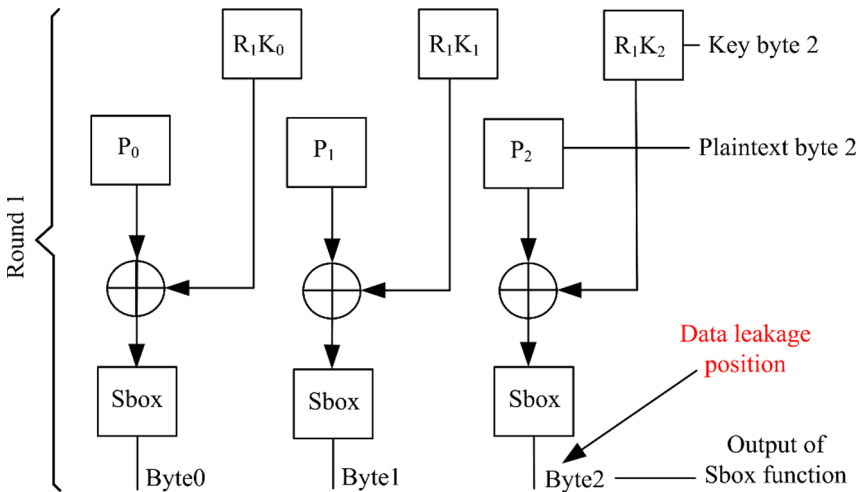 R₁K₀
R₁K₁
R₁K₂
Key byte 2
P₀
P₁
P₂
Plaintext byte 2
Round 1
Data leakage
position
Sbox
Sbox
Sbox
Byte0
Byte1
Byte2
Output of
Sbox function